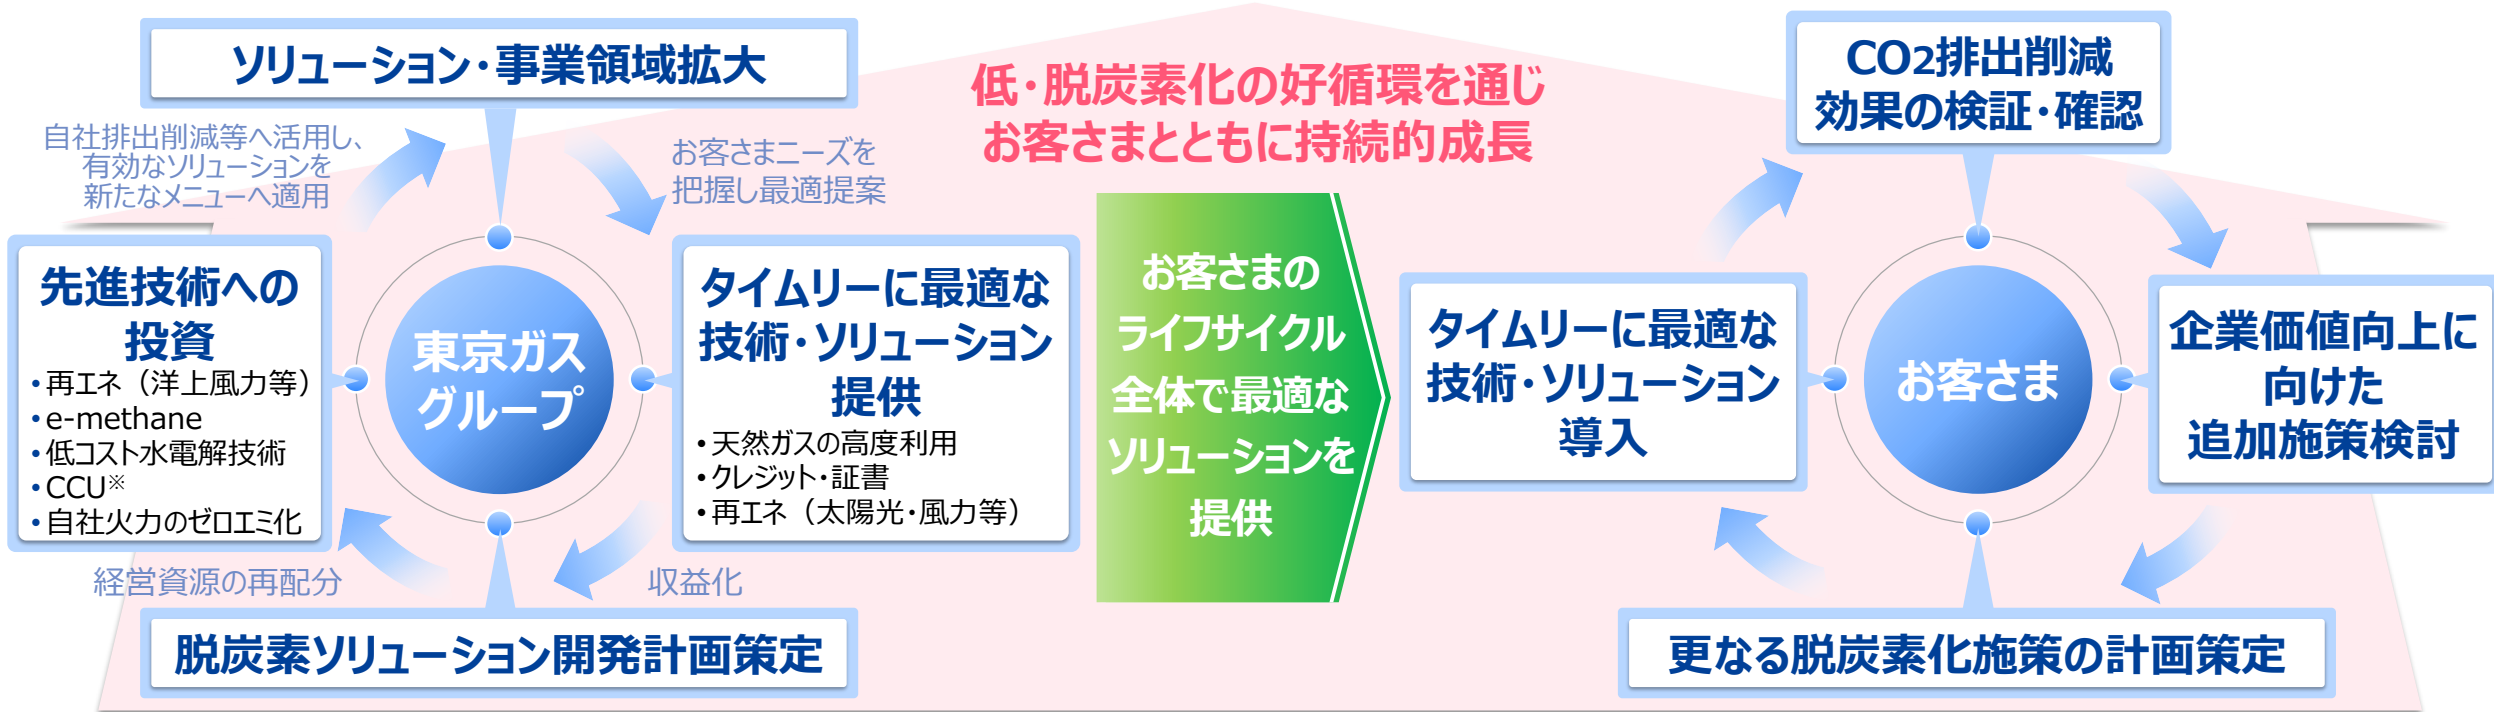 低・脱炭素化の好循環を通じ
お客さまとともに持続的成長
ソリューション・事業領域拡大
自社排出削減等へ活用し、
有効なソリューションを
新たなメニューへ適用
お客さまニーズを
把握し最適提案
先進技術への
投資
・再エネ（洋上風力等）
・e-methane
・低コスト水電解技術
・CCU※
・自社火力のゼロエミ化
東京ガス
グループ
タイムリーに最適な
技術・ソリューション
提供
・天然ガスの高度利用
・クレジット・証書
・再エネ（太陽光・風力等）
経営資源の再配分
収益化
脱炭素ソリューション開発計画策定
お客さまの
ライフサイクル
全体で最適な
ソリューションを
提供
CO2排出削減
効果の検証・確認
タイムリーに最適な
技術・ソリューション
導入
お客さま
企業価値向上に
向けた
追加施策検討
更なる脱炭素化施策の計画策定